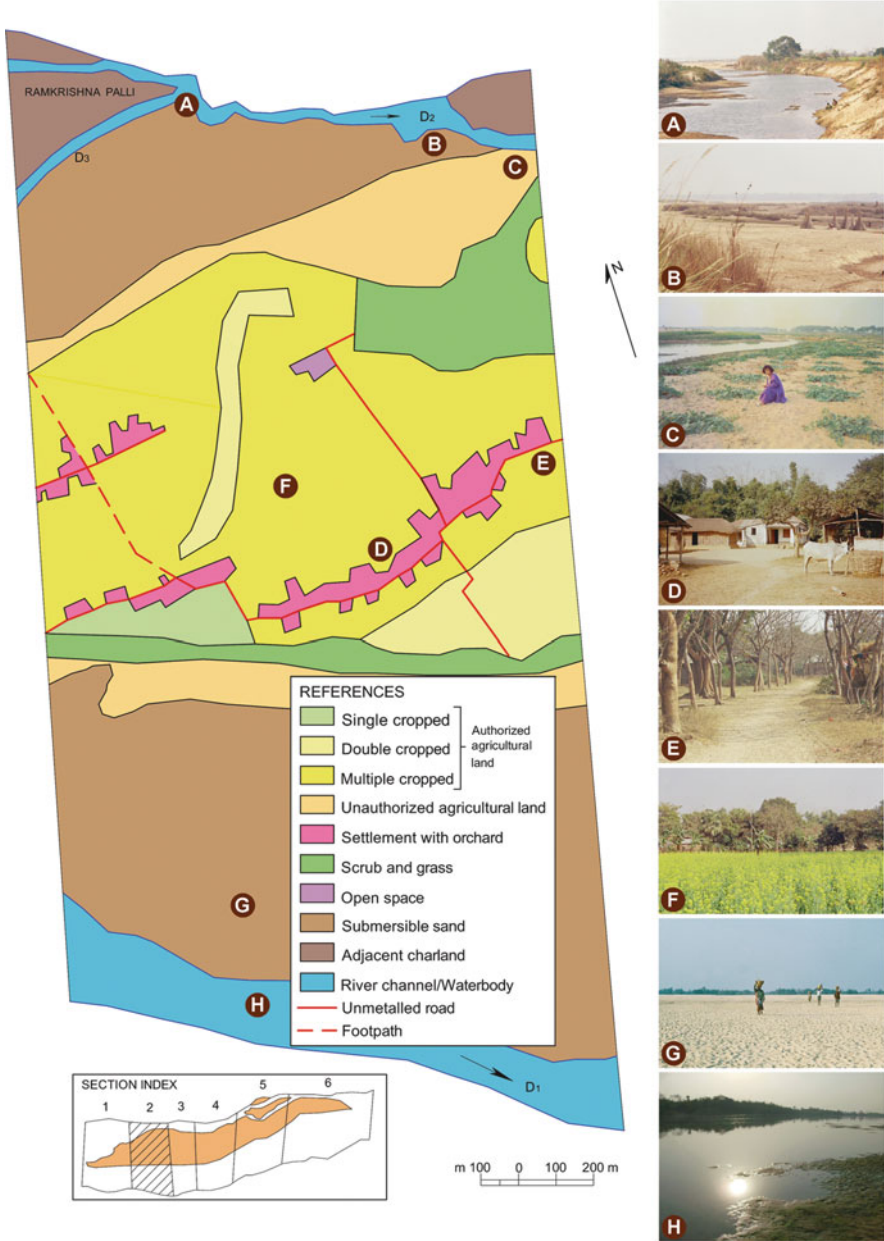 RAMKRISHNA PALLI
A
D2
B
D3
C
N
E
F
D
REFERENCES
Single cropped
Double cropped
Multiple cropped
Authorized
agricultural
land
Unauthorized agricultural land
Settlement with orchard
Scrub and grass
Open space
Submersible sand
Adjacent charland
River channel/Waterbody
Unmetalled road
Footpath
G
H
D1
SECTION INDEX
1 2 3 4 5 6
m 100 0 100 200 m
A
B
C
D
E
F
G
H